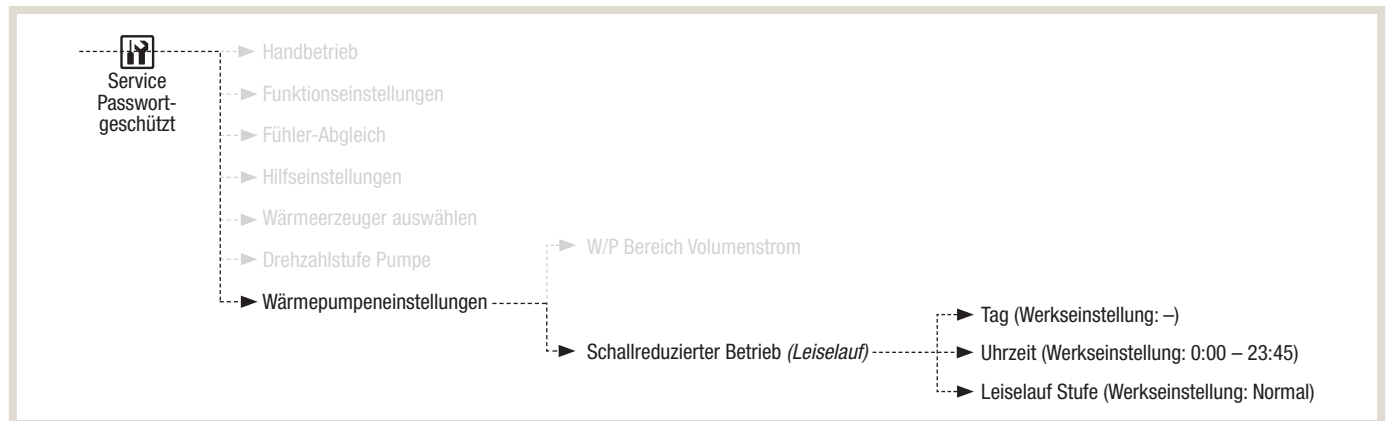 Service
Passwort-
geschützt
Handbetrieb
Funktionseinstellungen
Fühler-Abgleich
Hilfseinstellungen
Wärmeerzeuger auswählen
Drehzahlstufe Pumpe
Wärmepumpeneinstellungen
W/P Bereich Volumenstrom
Schallreduzierter Betrieb (Leiselauf)
Tag (Werkseinstellung: –)
Uhrzeit (Werkseinstellung: 0:00 – 23:45)
Leiselauf Stufe (Werkseinstellung: Normal)